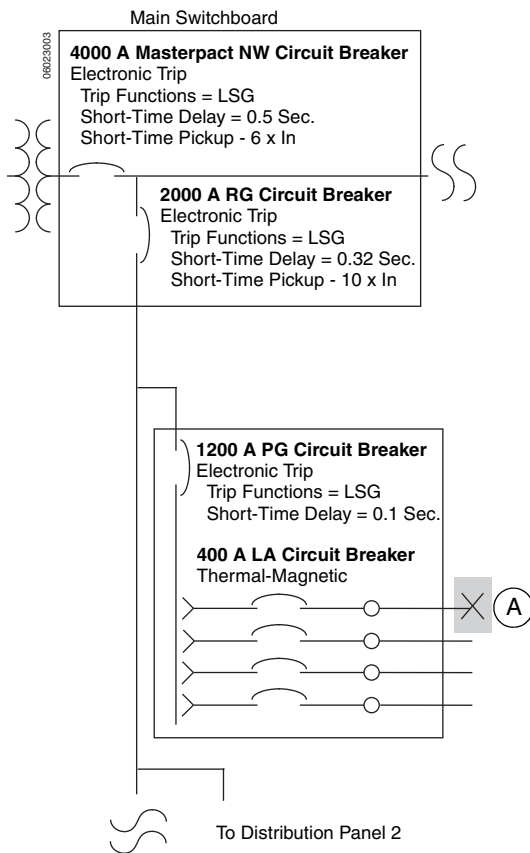 Main Switchboard
06023003
4000 A Masterpact NW Circuit Breaker
Electronic Trip
Trip Functions = LSG
Short-Time Delay = 0.5 Sec.
Short-Time Pickup - 6 x In
2000 A RG Circuit Breaker
Electronic Trip
Trip Functions = LSG
Short-Time Delay = 0.32 Sec.
Short-Time Pickup - 10 x In
1200 A PG Circuit Breaker
Electronic Trip
Trip Functions = LSG
Short-Time Delay = 0.1 Sec.
400 A LA Circuit Breaker
Thermal-Magnetic
A
To Distribution Panel 2